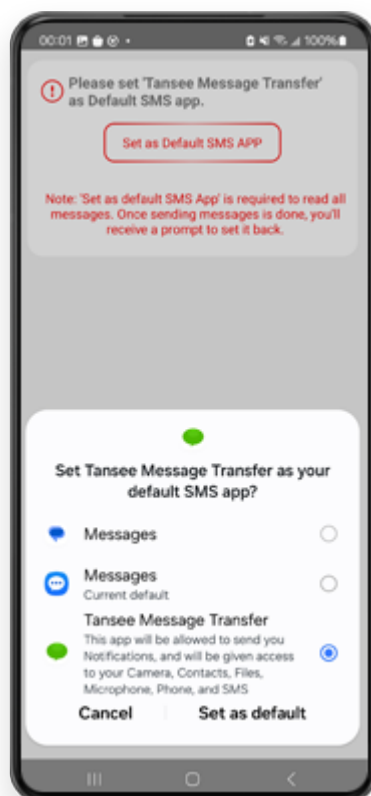 00:01
100%
Please set 'Tansee Message Transfer'
as Default SMS app.
Set as Default SMS APP
Note: 'Set as default SMS App' is required to read all
messages. Once sending messages is done, you'll
receive a prompt to set it back.
Set Tansee Message Transfer as your
default SMS app?
Messages
Messages
Current default
Tansee Message Transfer
This app will be allowed to send you
Notifications, and will be given access
to your Camera, Contacts, Files,
Microphone, Phone, and SMS
Cancel
Set as default